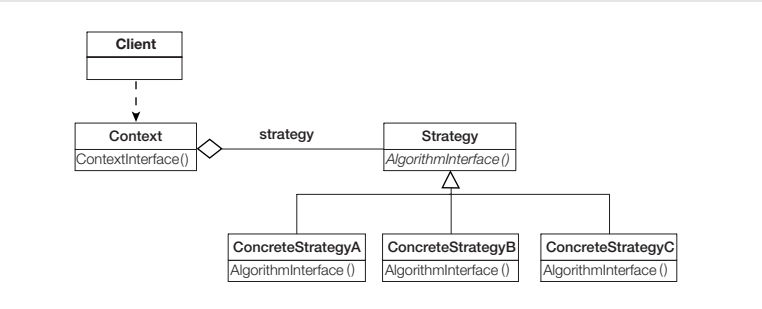 Client
Context
ContextInterface()
strategy
Strategy
AlgorithmInterface()
ConcreteStrategyA
AlgorithmInterface ()
ConcreteStrategyB
AlgorithmInterface ()
ConcreteStrategyC
AlgorithmInterface ()